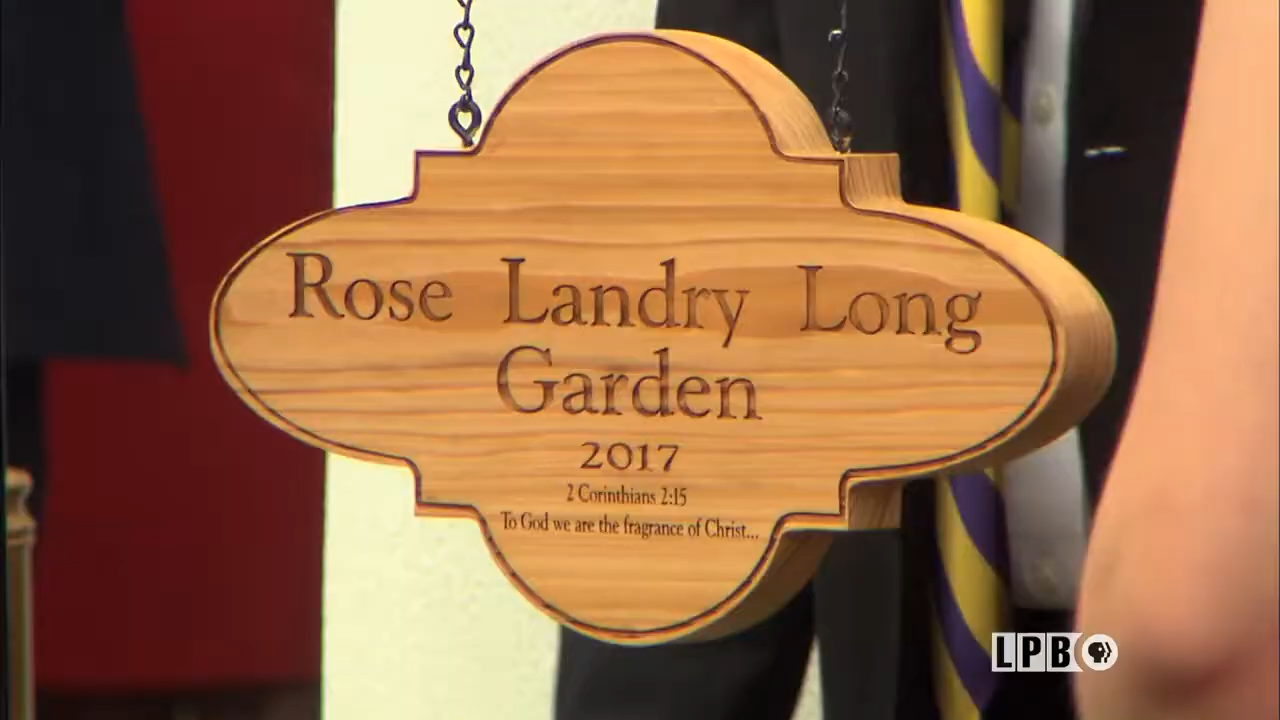 Rose Landry Long
Garden
2017
2 Corinthians 2:15
To God we are the fragrance of Christ...
LPB